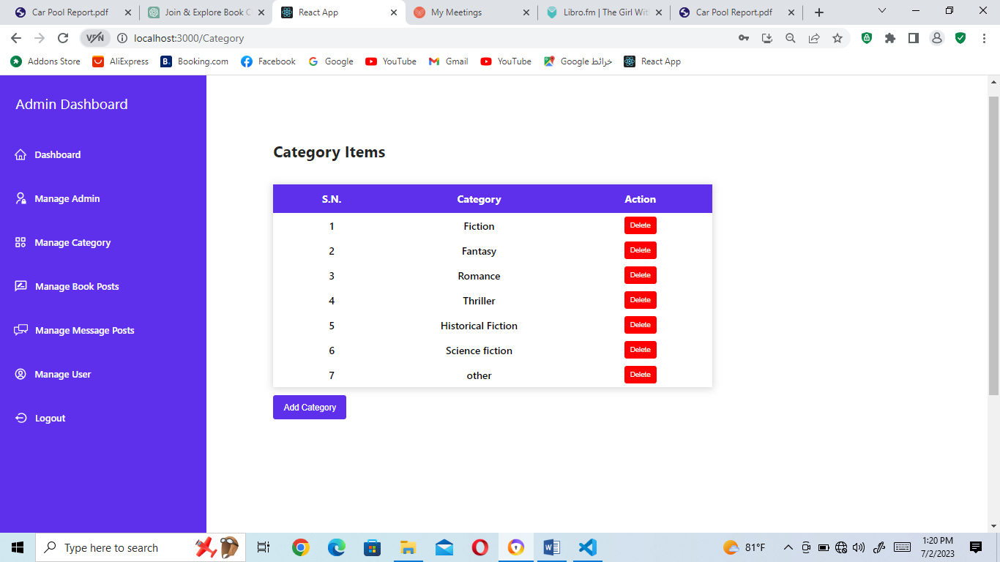 Car Pool Report.pdf
Join & Explore Book C
React App
My Meetings
Libro.fm | The Girl Wit
Car Pool Report.pdf
VPN
localhost:3000/Category
Addons Store
AliExpress
B.
Booking.com
Facebook
Google
YouTube
Gmail
YouTube
Google خرائط
React App
Admin Dashboard
Dashboard
Manage Admin
Manage Category
Manage Book Posts
Manage Message Posts
Manage User
Logout
Category Items
S.N. Category Action
1 Fiction Delete
2 Fantasy Delete
3 Romance Delete
4 Thriller Delete
5 Historical Fiction Delete
6 Science fiction Delete
7 other Delete
Add Category
Type here to search
81°F
1:20 PM
7/2/2023